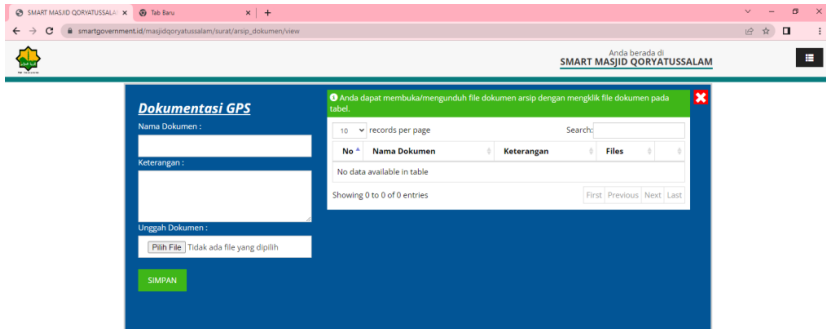 SMART MASJID QORYATUSSALA
Tab Baru
smartgovernment.id/masjidqoryatussalam/surat/arsip_dokumen/view
Anda berada di
SMART MASJID QORYATUSSALAM
Dokumentasi GPS
Nama Dokumen :
Keterangan :
Unggah Dokumen :
Pilih File Tidak ada file yang dipilih
SIMPAN
Anda dapat membuka/mengunduh file dokumen arsip dengan mengklik file dokumen pada
tabel.
10 records per page Search:
No Nama Dokumen Keterangan Files
No data available in table
Showing 0 to 0 of 0 entries First Previous Next Last